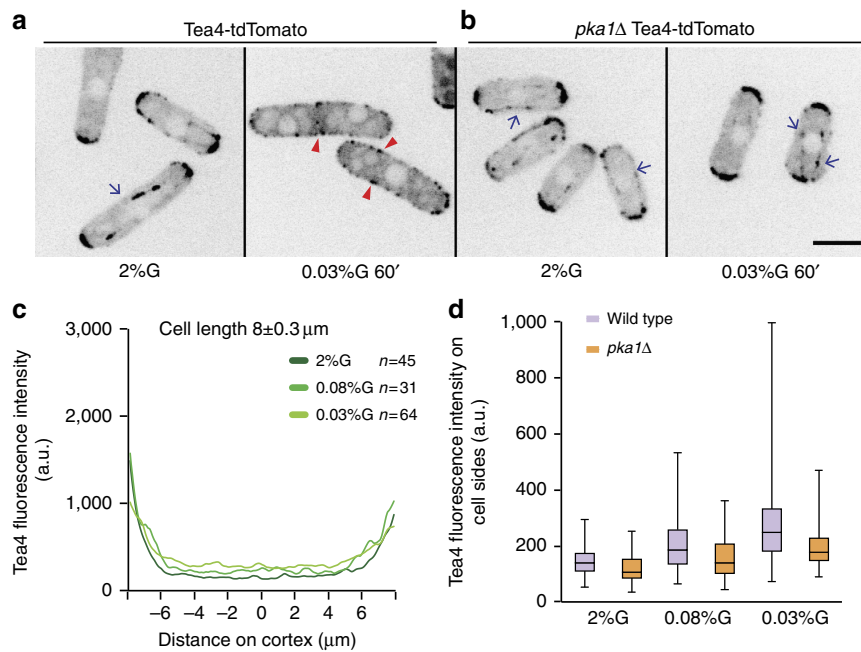 a
Tea4-tdTomato
b
pka1Δ Tea4-tdTomato
2%G
0.03%G 60′
2%G
0.03%G 60′
c
Cell length 8±0.3 μm
2%G n=45
0.08%G n=31
0.03%G n=64
3,000
2,000
1,000
0
Tea4 fluorescence intensity
(a.u.)
−6 −4 −2 0 2 4 6
Distance on cortex (μm)
d
Wild type
pka1Δ
1,000
800
600
400
200
0
Tea4 fluorescence intensity on
cell sides (a.u.)
2%G 0.08%G 0.03%G